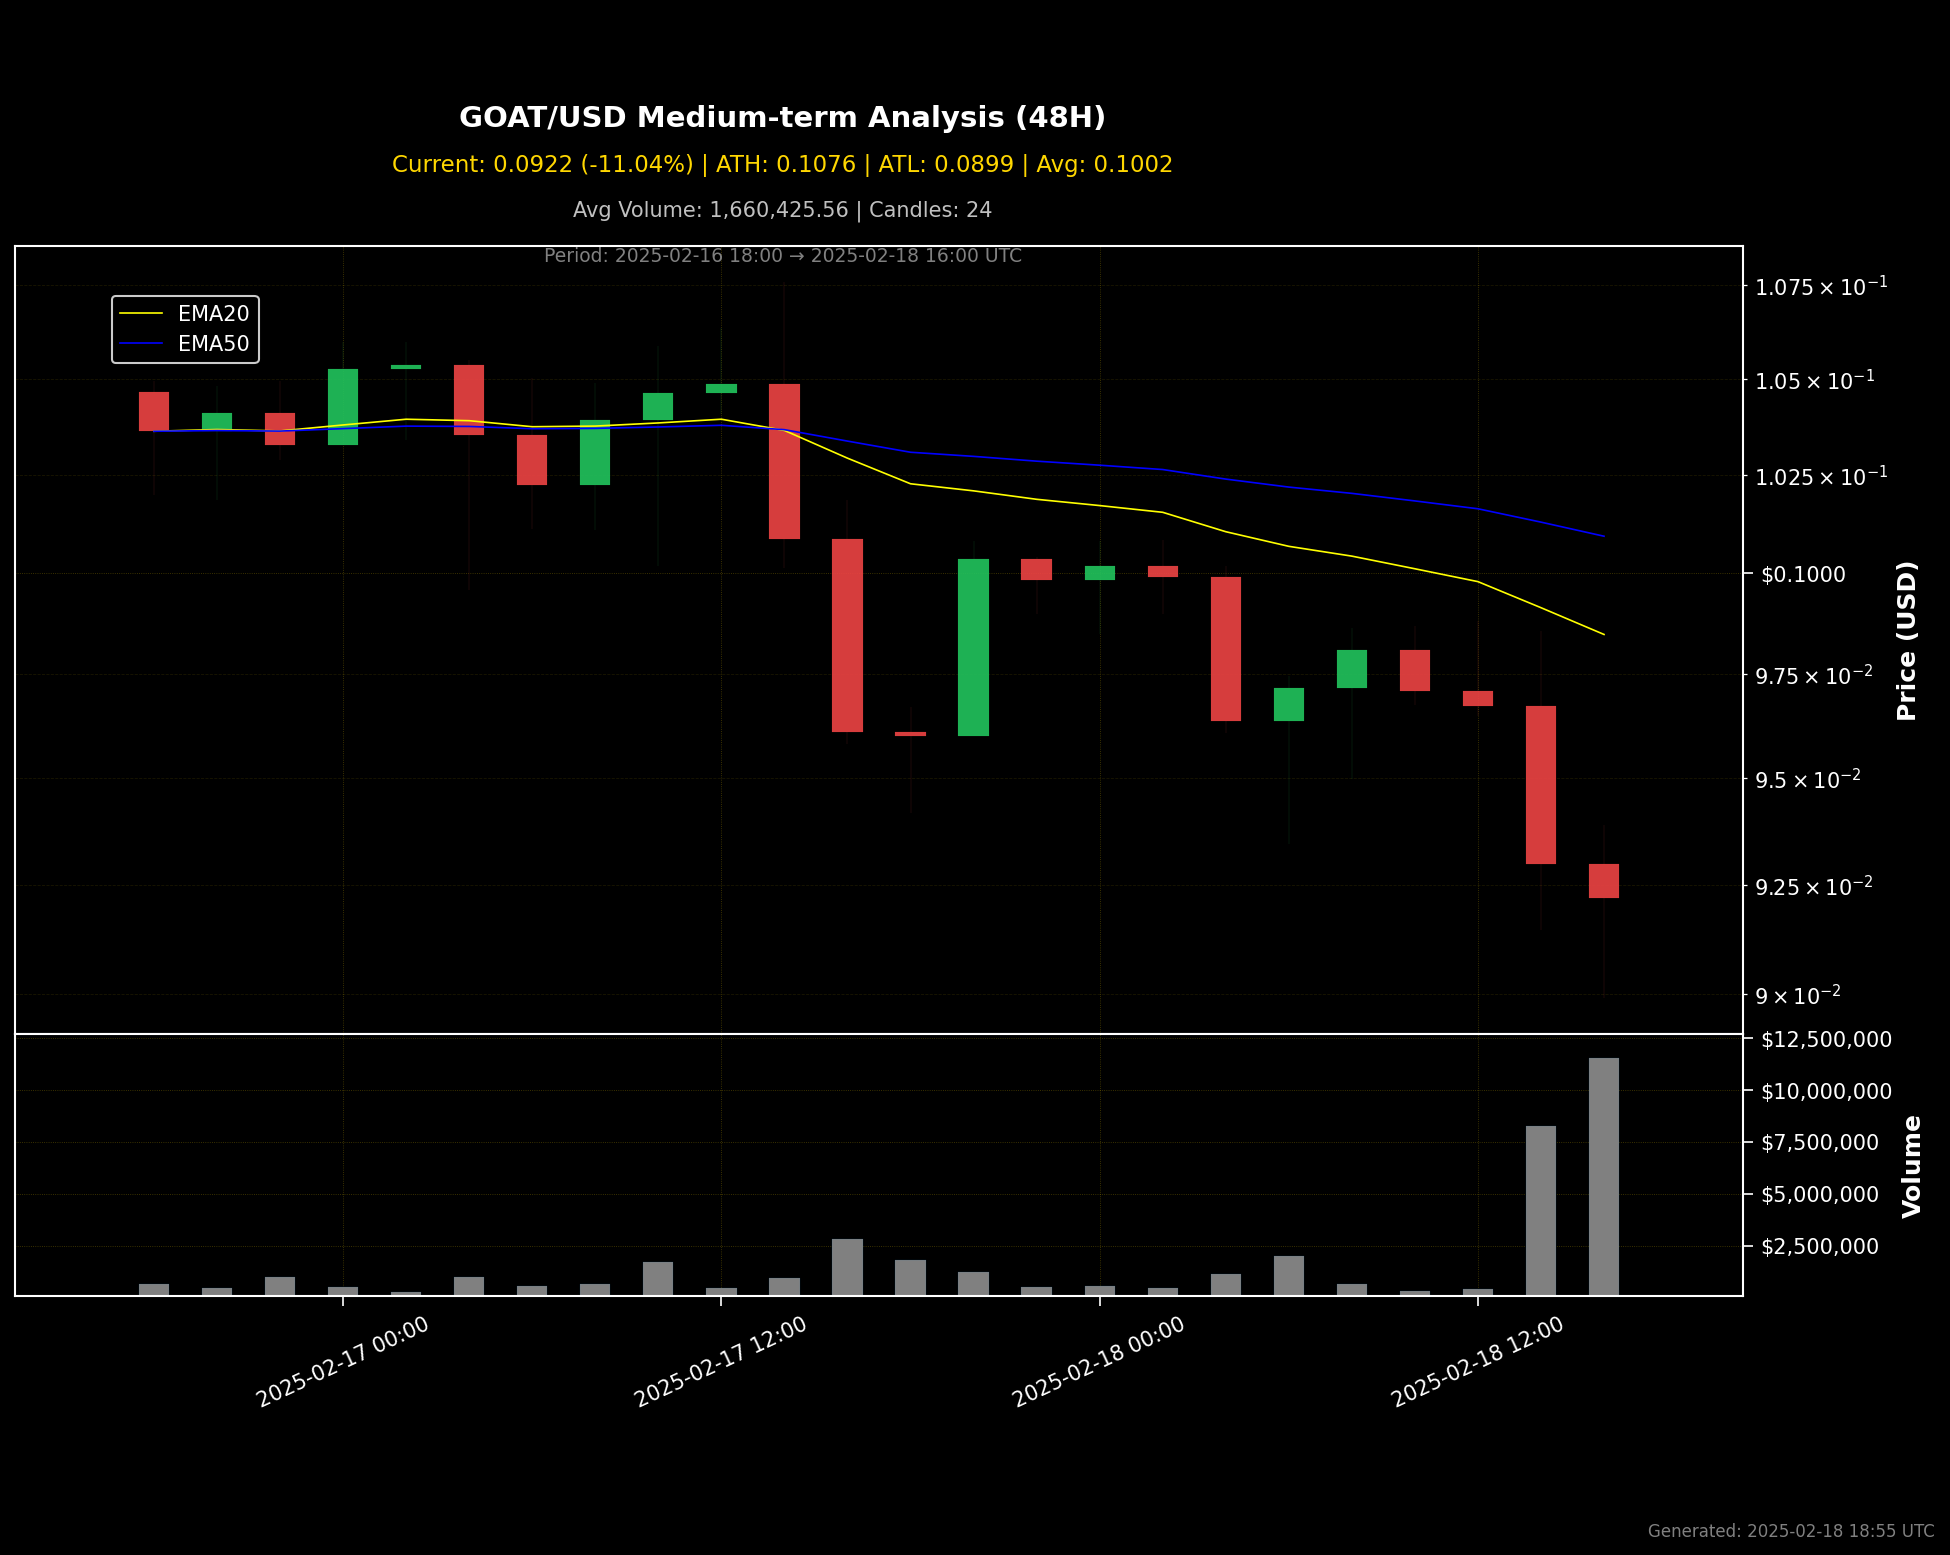 GOAT/USD Medium-term Analysis (48H)
Current: 0.0922 (-11.04%) | ATH: 0.1076 | ATL: 0.0899 | Avg: 0.1002
Avg Volume: 1,660,425.56 | Candles: 24
Period: 2025-02-16 18:00 → 2025-02-18 16:00 UTC
EMA20
EMA50
1.075 × 10⁻¹
1.05 × 10⁻¹
1.025 × 10⁻¹
$0.1000
9.75 × 10⁻²
9.5 × 10⁻²
9.25 × 10⁻²
9 × 10⁻²
Price (USD)
$12,500,000
$10,000,000
$7,500,000
$5,000,000
$2,500,000
Volume
2025-02-17 00:00
2025-02-17 12:00
2025-02-18 00:00
2025-02-18 12:00
Generated: 2025-02-18 18:55 UTC